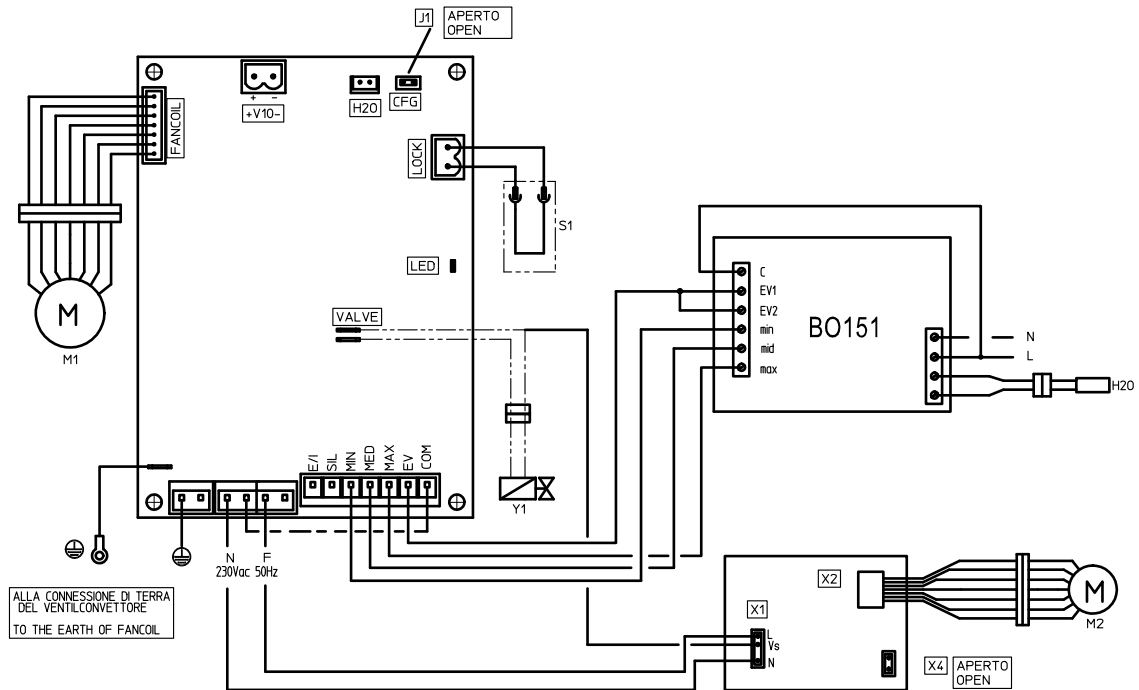 J1
APERTO
OPEN
+ -
+V10-
H2O
CFG
FANCOIL
LOCK
S1
LED
VALVE
M
M1
C
EV1
EV2
min
mid
max
BO151
N
L
H2O
E/I
SIL
MIN
MED
MAX
EV
COM
Y1
N F
230Vac 50Hz
ALLA CONNESSIONE DI TERRA
DEL VENTILCONVETTORE
TO THE EARTH OF FANCOIL
X2
X1
L
Vs
N
M
M2
X4
APERTO
OPEN